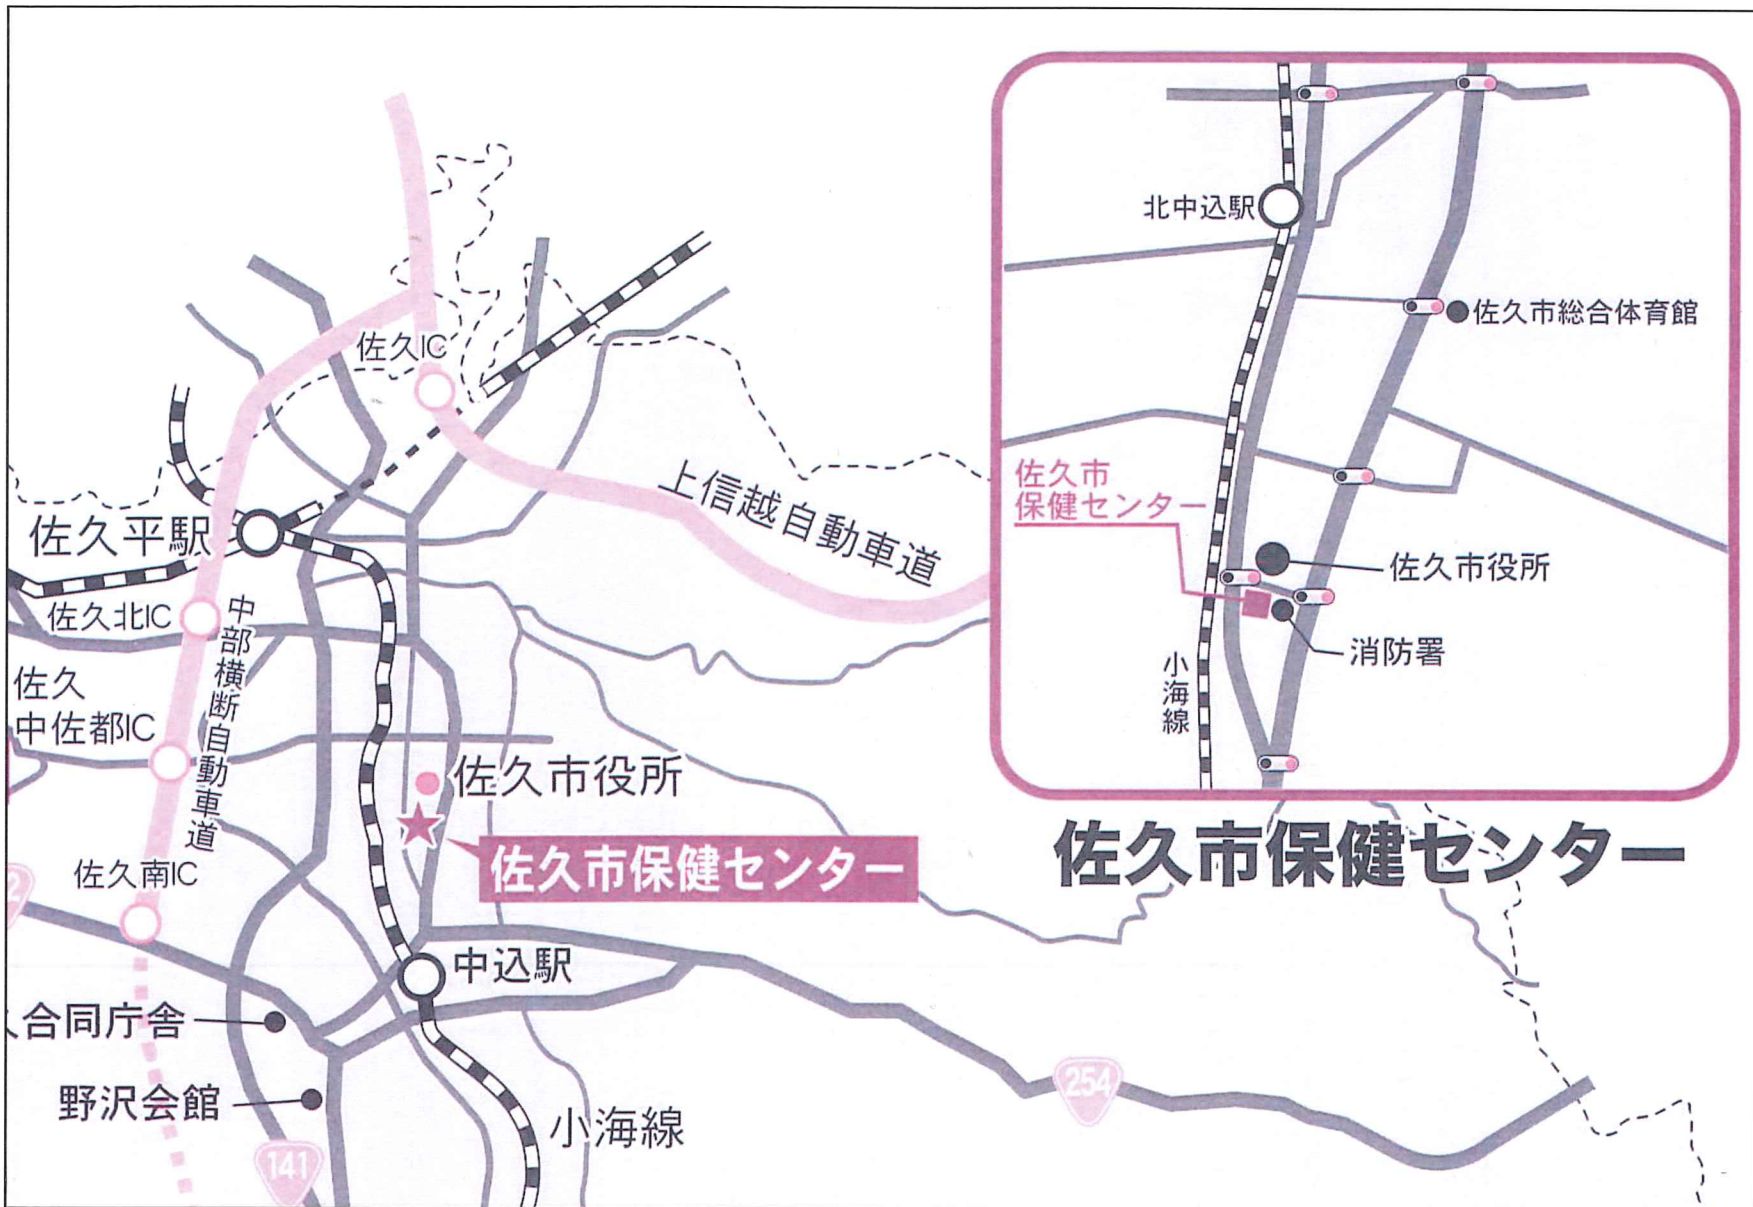 佐久IC
上信越自動車道
佐久平駅
佐久北IC
中部横断自動車道
佐久
中佐都IC
佐久市役所
佐久市保健センター
佐久南IC
中込駅
合同庁舎
野沢会館
小海線
141
254
北中込駅
佐久市総合体育館
佐久市
保健センター
佐久市役所
消防署
小海線
佐久市保健センター